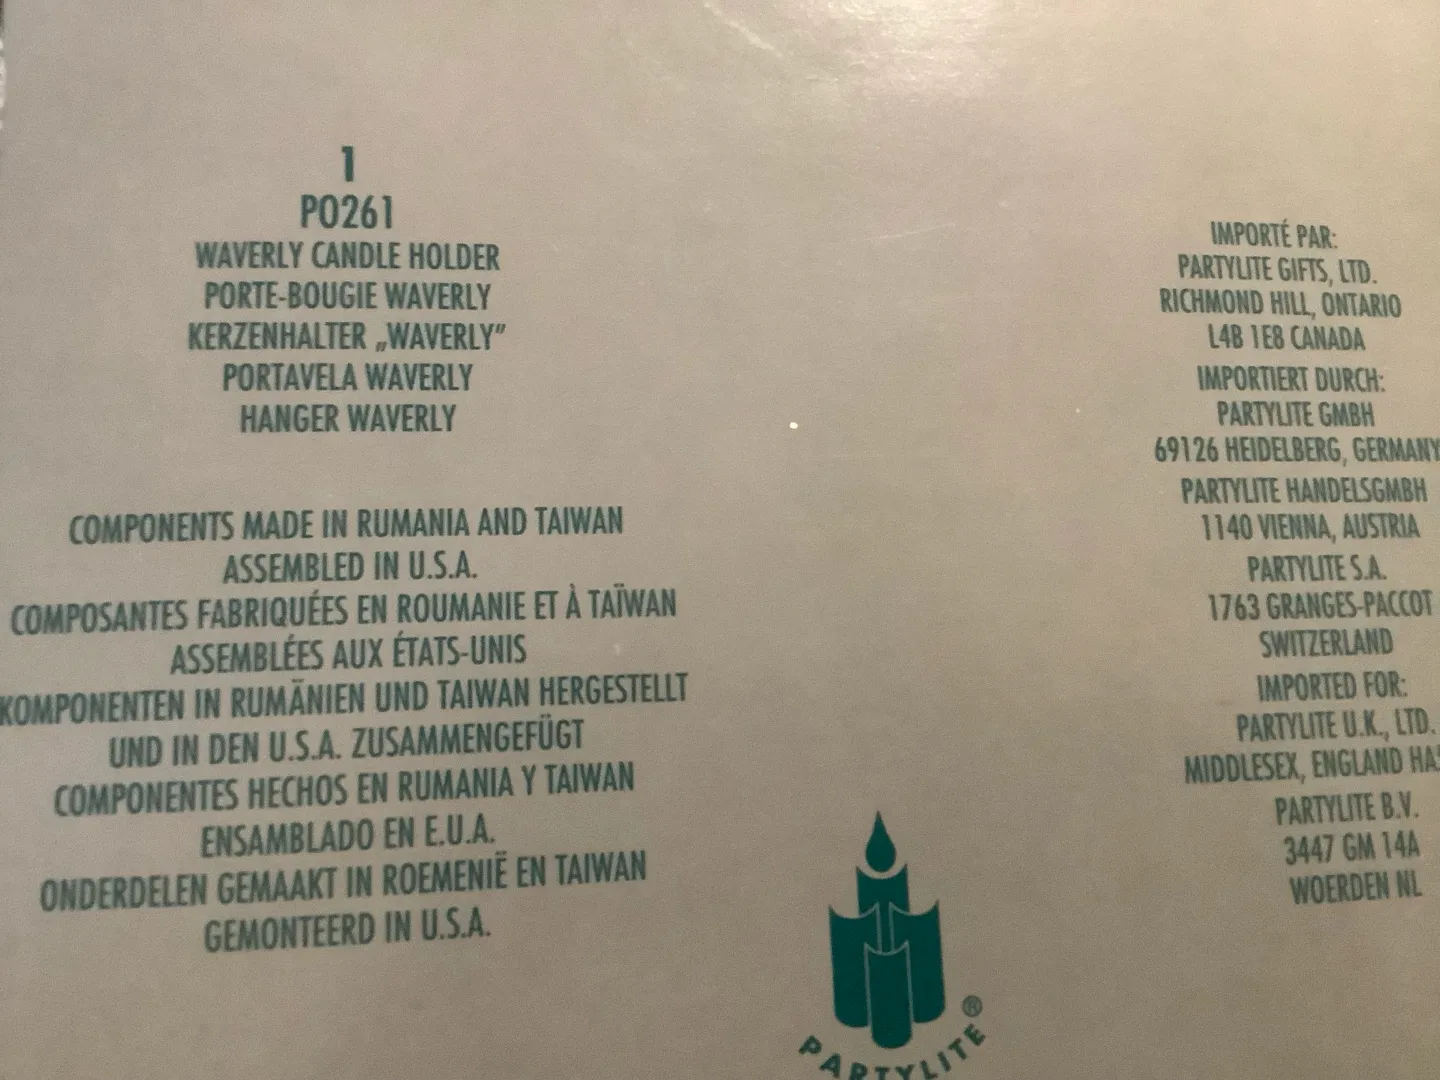 1
PO261
WAVERLY CANDLE HOLDER
PORTE-BOUGIE WAVERLY
KERZENHALTER „WAVERLY”
PORTAVELA WAVERLY
HANGER WAVERLY
COMPONENTS MADE IN RUMANIA AND TAIWAN
ASSEMBLED IN U.S.A.
COMPOSANTES FABRIQUÉES EN ROUMANIE ET À TAÏWAN
ASSEMBLÉES AUX ÉTATS-UNIS
KOMPONENTEN IN RUMÄNIEN UND TAIWAN HERGESTELLT
UND IN DEN U.S.A. ZUSAMMENGEFÜGT
COMPONENTES HECHOS EN RUMANIA Y TAIWAN
ENSAMBLADO EN E.U.A.
ONDERDELEN GEMAAKT IN ROEMENIË EN TAIWAN
GEMONTEERD IN U.S.A.
IMPORTÉ PAR:
PARTYLITE GIFTS, LTD.
RICHMOND HILL, ONTARIO
L4B 1E8 CANADA
IMPORTIERT DURCH:
PARTYLITE GMBH
69126 HEIDELBERG, GERMANY
PARTYLITE HANDELSGMBH
1140 VIENNA, AUSTRIA
PARTYLITE S.A.
1763 GRANGES-PACCOT
SWITZERLAND
IMPORTED FOR:
PARTYLITE U.K., LTD.
MIDDLESEX, ENGLAND
PARTYLITE B.V.
3447 GM 14A
WOERDEN NL
PARTYLITE®